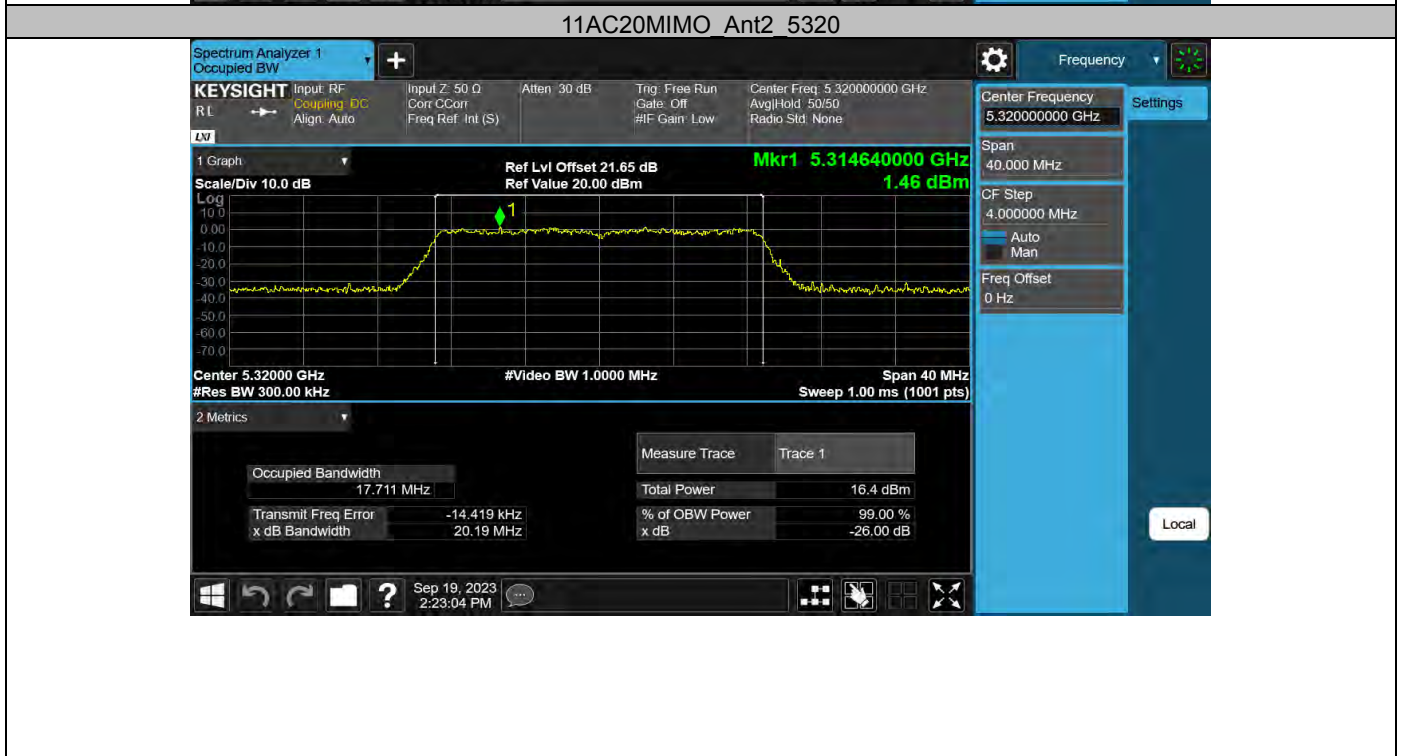 11AC20MIMO_Ant2_5320
Spectrum Analyzer 1
Occupied BW
+
Frequency
KEYSIGHT
RL
LXI
Input: RF
Coupling: DC
Align: Auto
Input Z: 50 Ω
Corr CCorr
Freq Ref: Int (S)
Atten: 30 dB
Trig: Free Run
Gate: Off
#IF Gain: Low
Center Freq: 5.320000000 GHz
Avg|Hold: 50/50
Radio Std: None
Center Frequency
5.320000000 GHz
Settings
Span
40.000 MHz
CF Step
4.000000 MHz
Auto
Man
Freq Offset
0 Hz
Local
1 Graph
Scale/Div 10.0 dB
Ref Lvl Offset 21.65 dB
Ref Value 20.00 dBm
Mkr1 5.314640000 GHz
1.46 dBm
Log
10.0
0.00
-10.0
-20.0
-30.0
-40.0
-50.0
-60.0
-70.0
1
Center 5.32000 GHz
#Video BW 1.0000 MHz
Span 40 MHz
#Res BW 300.00 kHz
Sweep 1.00 ms (1001 pts)
2 Metrics
Measure Trace Trace 1
Occupied Bandwidth
17.711 MHz
Total Power 16.4 dBm
Transmit Freq Error -14.419 kHz
% of OBW Power 99.00 %
x dB Bandwidth 20.19 MHz
x dB -26.00 dB
?
Sep 19, 2023
2:23:04 PM